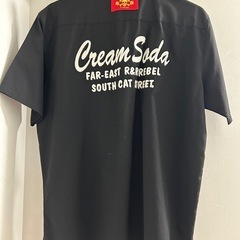 Cream Soda
FAR-EAST R&R REBEL
SOUTH CAT STREET.